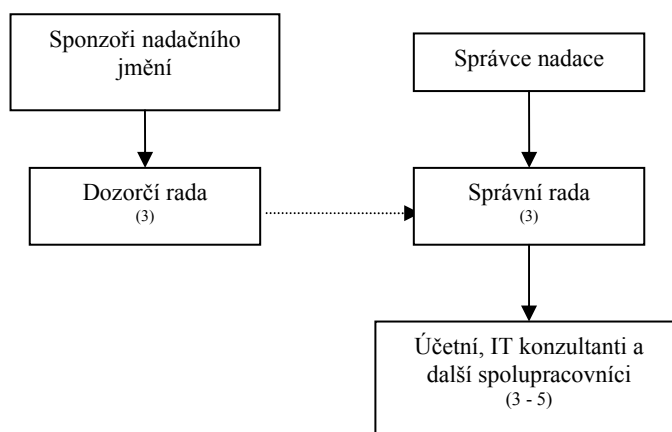 Sponzoři nadačního
jmění
Správce nadace
Dozorčí rada
(3)
Správní rada
(3)
Účetní, IT konzultanti a
další spolupracovníci
(3 - 5)